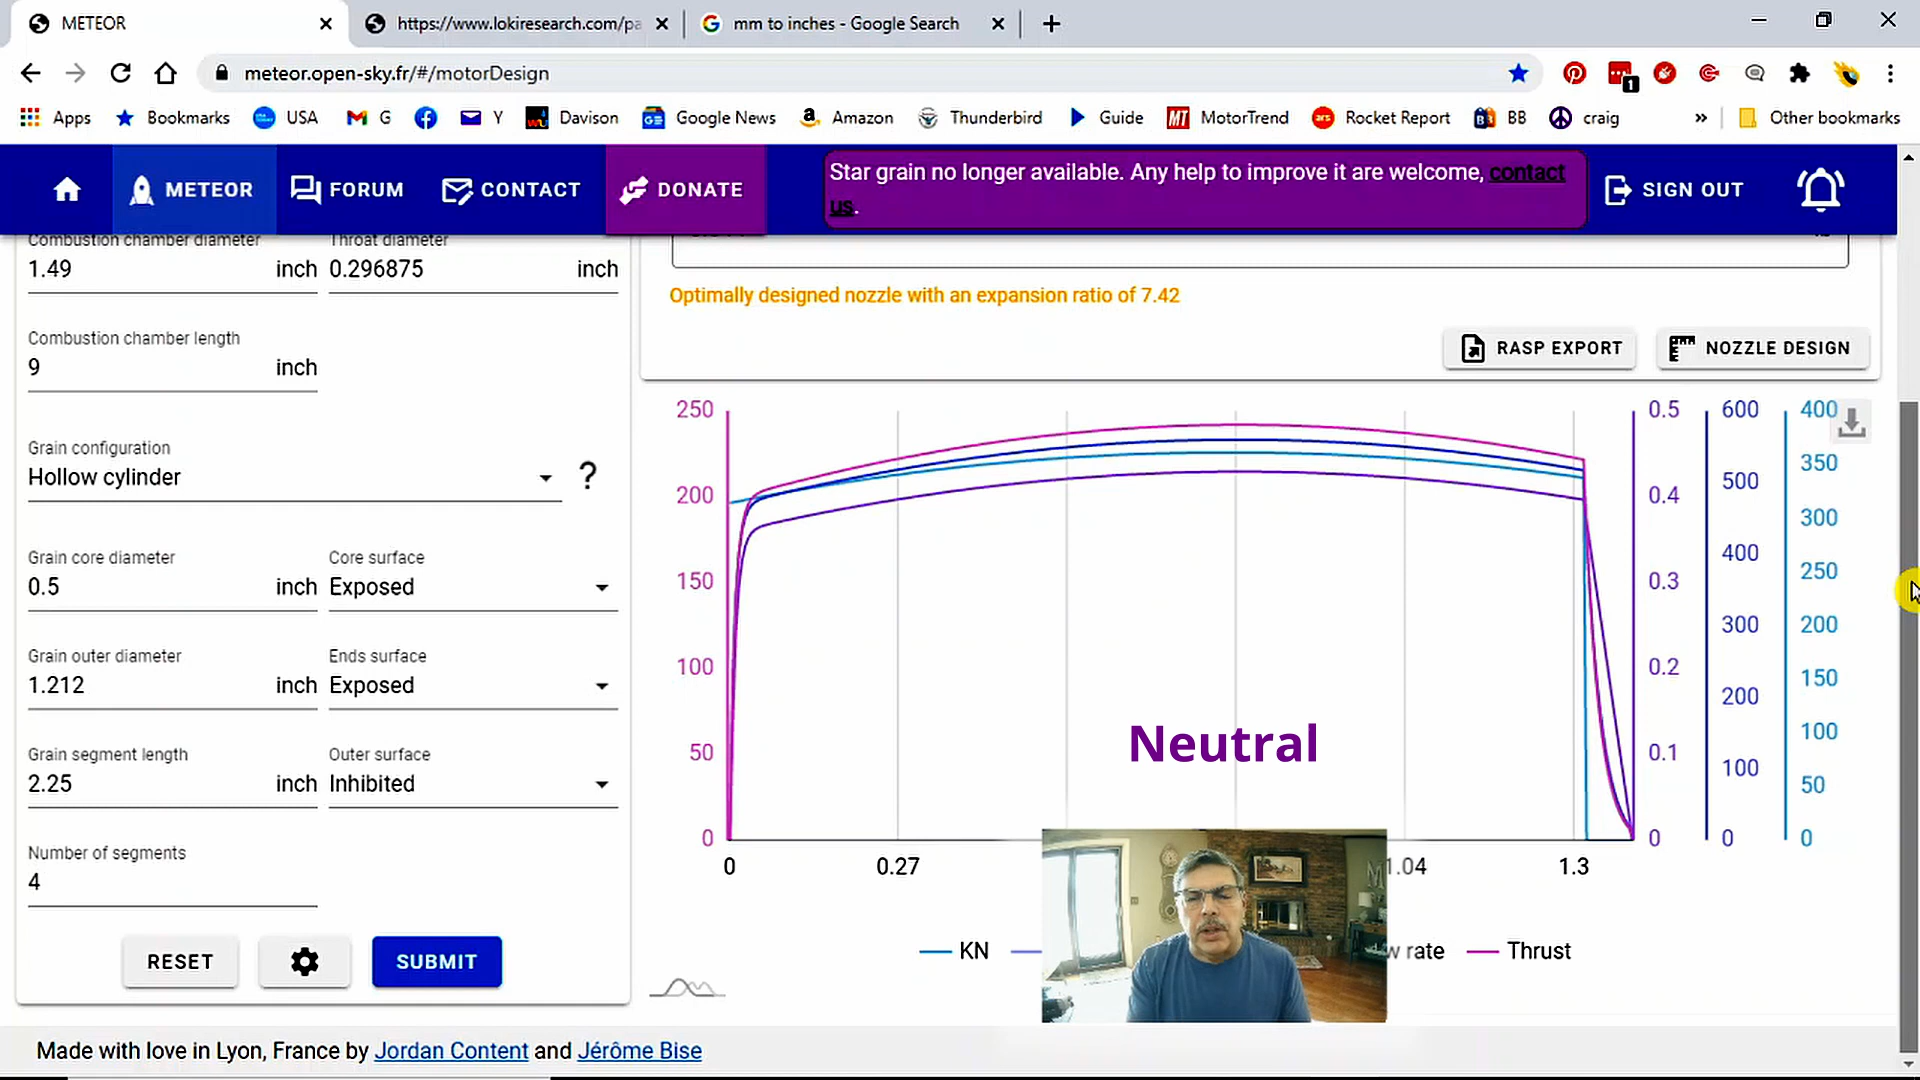 METEOR
https://www.lokiresearch.com/pa
mm to inches - Google Search
meteor.open-sky.fr/#/motorDesign
1
Apps
Bookmarks
USA
G
Y
Davison
Google News
Amazon
Thunderbird
Guide
MT MotorTrend
ars Rocket Report
BB
craig
»
Other bookmarks
METEOR
FORUM
CONTACT
DONATE
Star grain no longer available. Any help to improve it are welcome, contact
us.
SIGN OUT
Combustion chamber diameter
Throat diameter
1.49 inch
0.296875 inch
Combustion chamber length
9 inch
Grain configuration
Hollow cylinder
?
Grain core diameter
Core surface
0.5 inch
Exposed
Grain outer diameter
Ends surface
1.212 inch
Exposed
Grain segment length
Outer surface
2.25 inch
Inhibited
Number of segments
4
RESET
SUBMIT
Optimally designed nozzle with an expansion ratio of 7.42
RASP EXPORT
NOZZLE DESIGN
250
200
150
100
50
0
0.5
0.4
0.3
0.2
0.1
0
600
500
400
300
200
100
0
400
350
300
250
200
150
100
50
0
Neutral
0
0.27
1.04
1.3
KN
w rate
Thrust
Made with love in Lyon, France by Jordan Content and Jérôme Bise